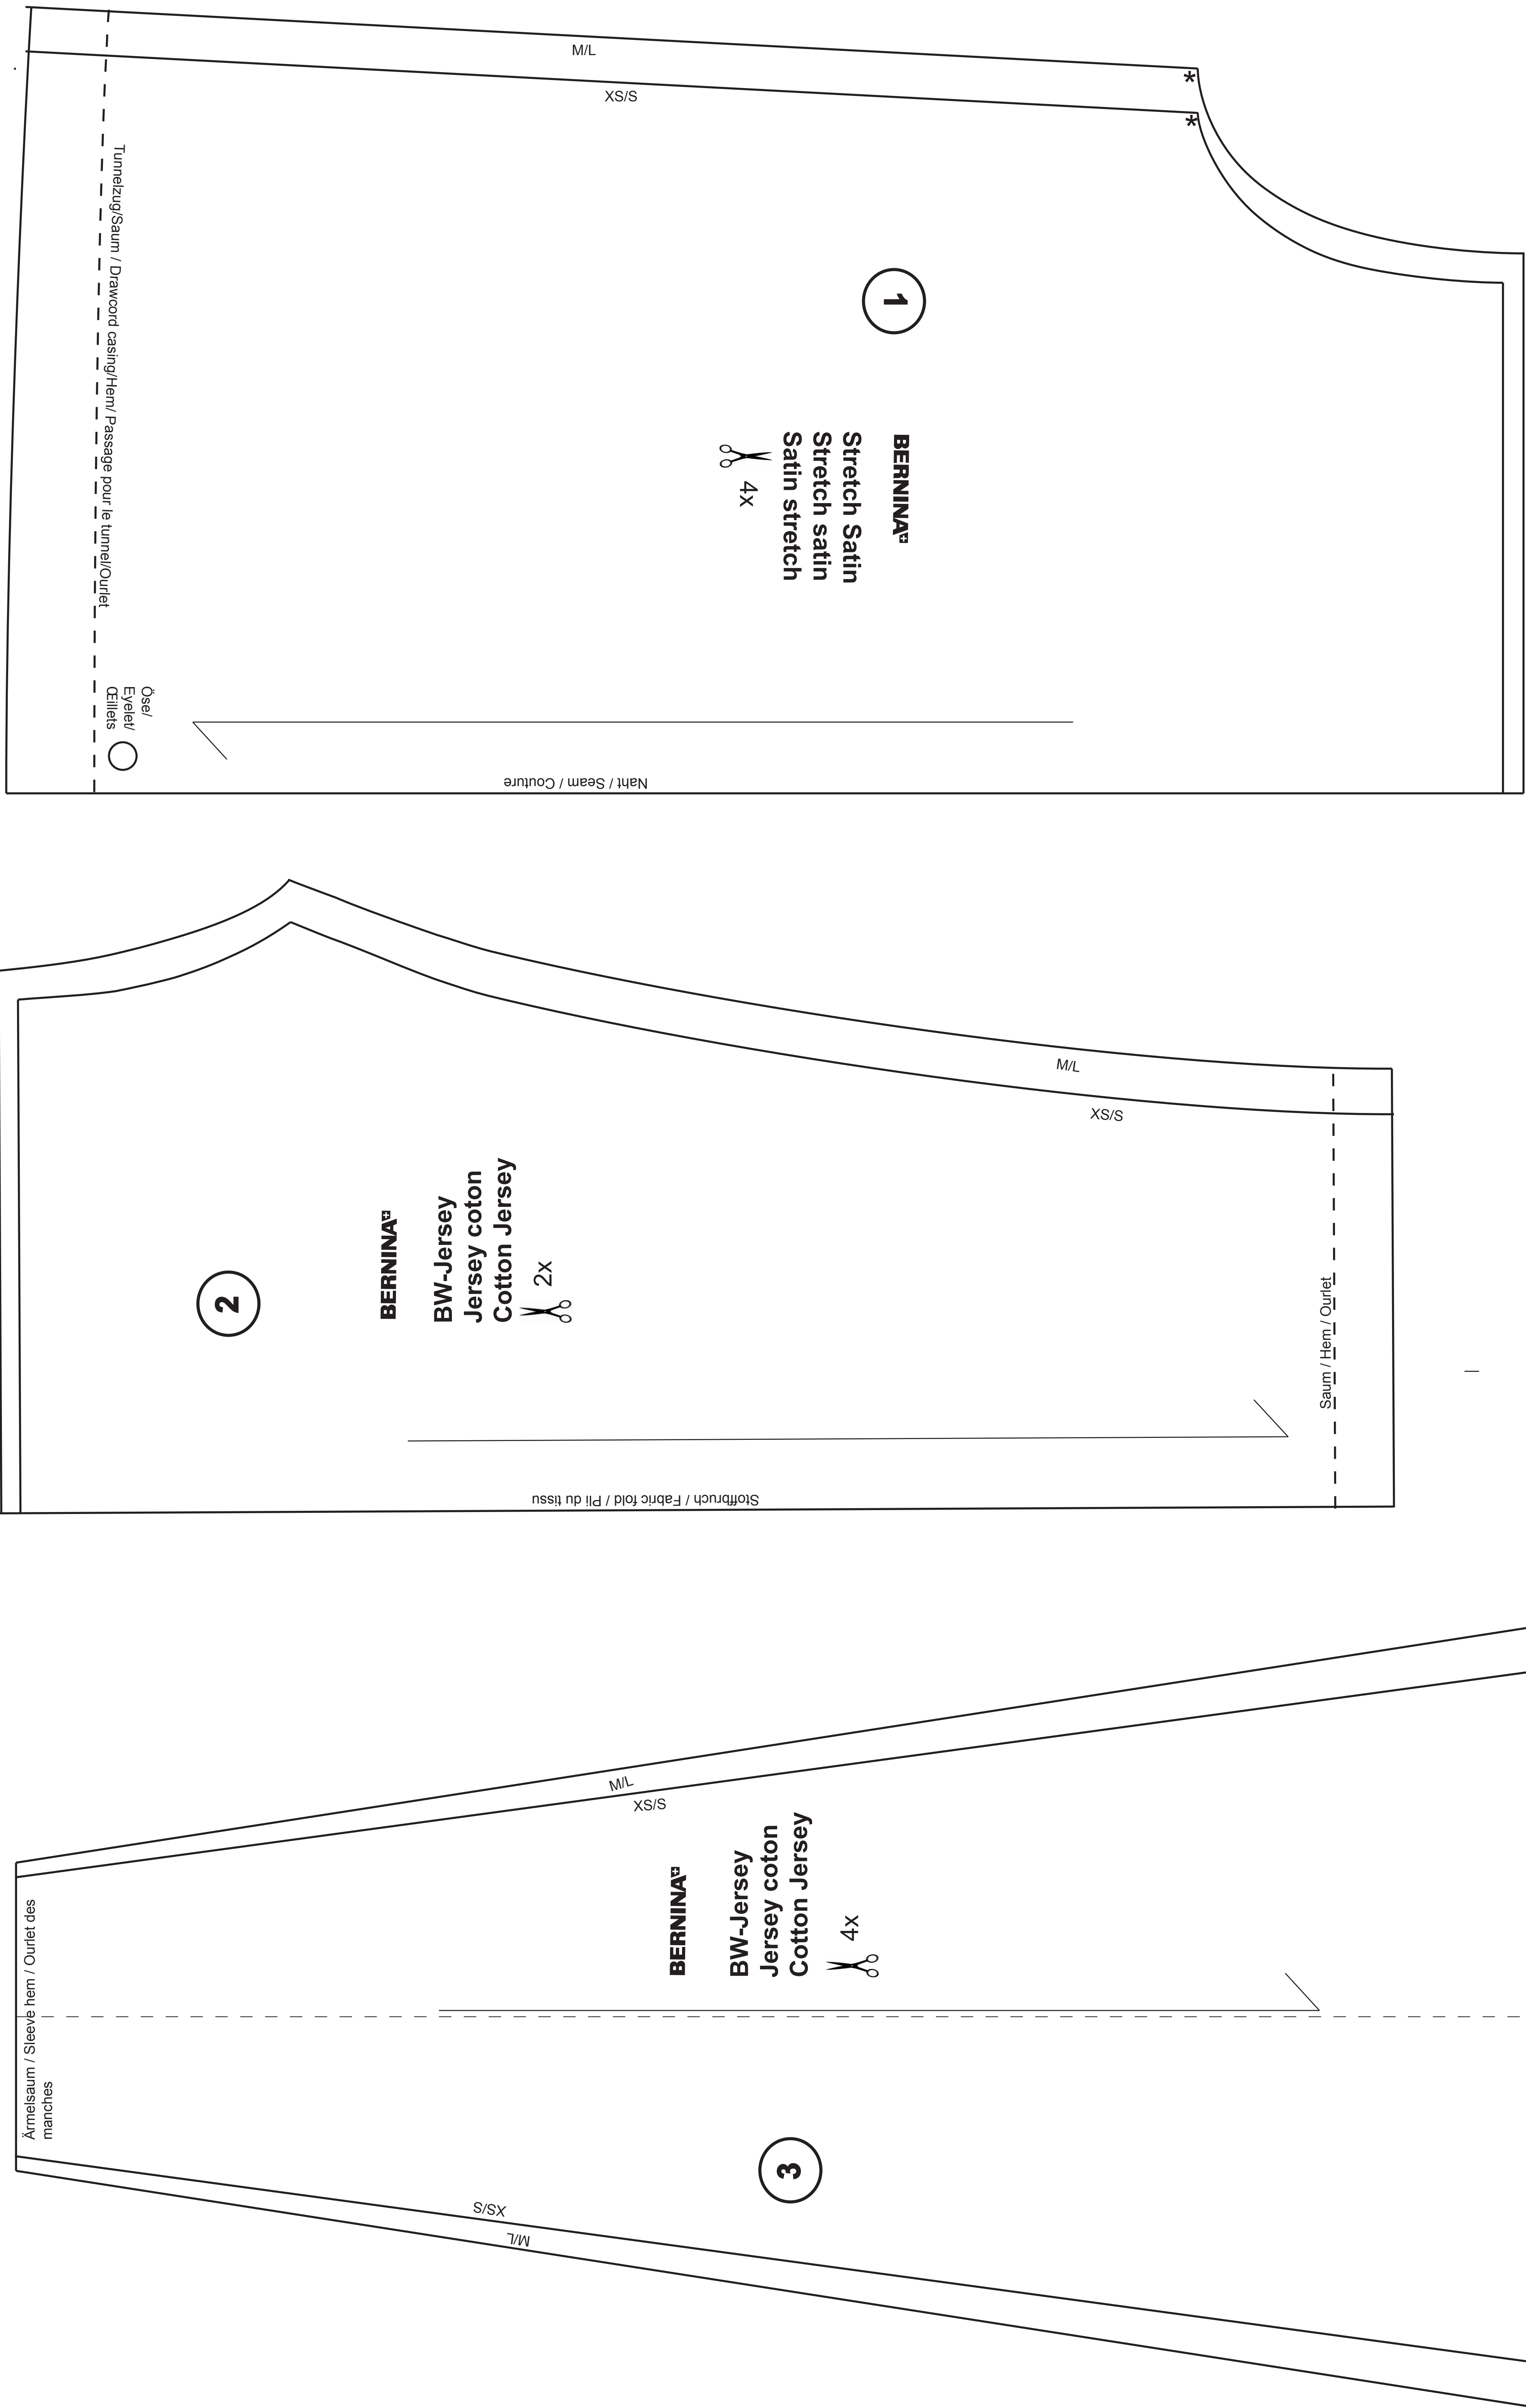 M/L
XS/S
*
*
Tunnelzug/Saum / Drawcord casing/Hem/ Passage pour le tunnel/Ourlet
1
BERNINA
Stretch Satin
Stretch satin
Satin stretch
4x
Öse/
Eyelet/
Œillets
Naht / Seam / Couture
M/L
XS/S
2
BERNINA
BW-Jersey
Jersey coton
Cotton Jersey
2x
Saum / Hem / Ourlet
Stoffbruch / Fabric fold / Pli du tissu
M/L
XS/S
BERNINA
BW-Jersey
Jersey coton
Cotton Jersey
4x
Ärmelsaum / Sleeve hem / Ourlet des
manches
3
XS/S
M/L